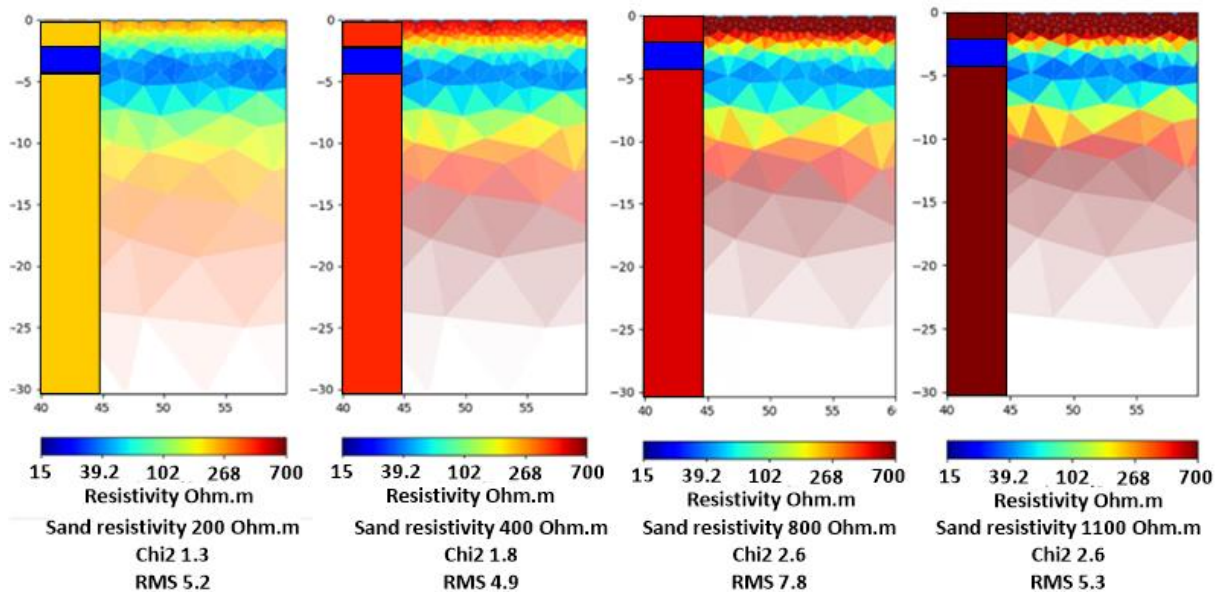 0
−5
−10
−15
−20
−25
−30
40 45 50 55
15 39.2 102 268 700
Resistivity Ohm.m
Sand resistivity 200 Ohm.m
Chi2 1.3
RMS 5.2
0
−5
−10
−15
−20
−25
−30
40 45 50 55
15 39.2 102 268 700
Resistivity Ohm.m
Sand resistivity 400 Ohm.m
Chi2 1.8
RMS 4.9
0
−5
−10
−15
−20
−25
−30
40 45 50 55 6
15 39.2 102 268 700
Resistivity Ohm.m
Sand resistivity 800 Ohm.m
Chi2 2.6
RMS 7.8
0
−5
−10
−15
−20
−25
−30
40 45 50 55
15 39.2 102 268 700
Resistivity Ohm.m
Sand resistivity 1100 Ohm.m
Chi2 2.6
RMS 5.3